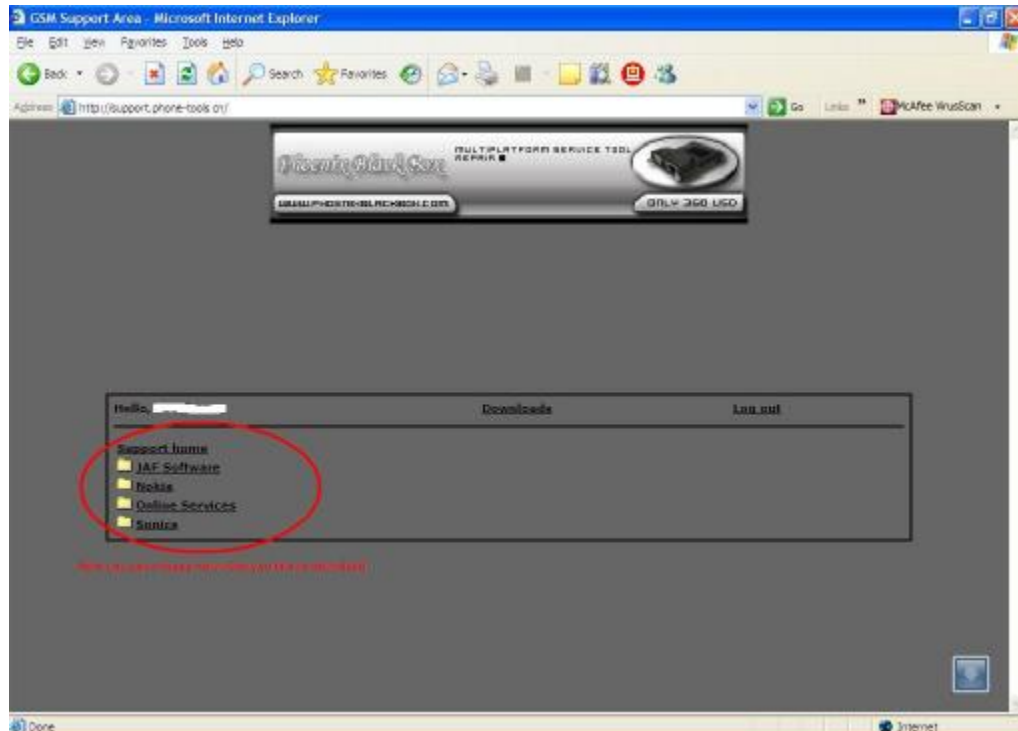 GSM Support Area - Microsoft Internet Explorer
File Edit View Favorites Tools Help
Back Search Favorites
Address http://support.phone-tools Go Links » McAfee VirusScan
MULTIPLATFORM SERVICE TOOL
REPAIR
ONLY 360 USD
Hello, Downloads Log out
Support home
JAF Software
Nokia
Online Services
Done Internet